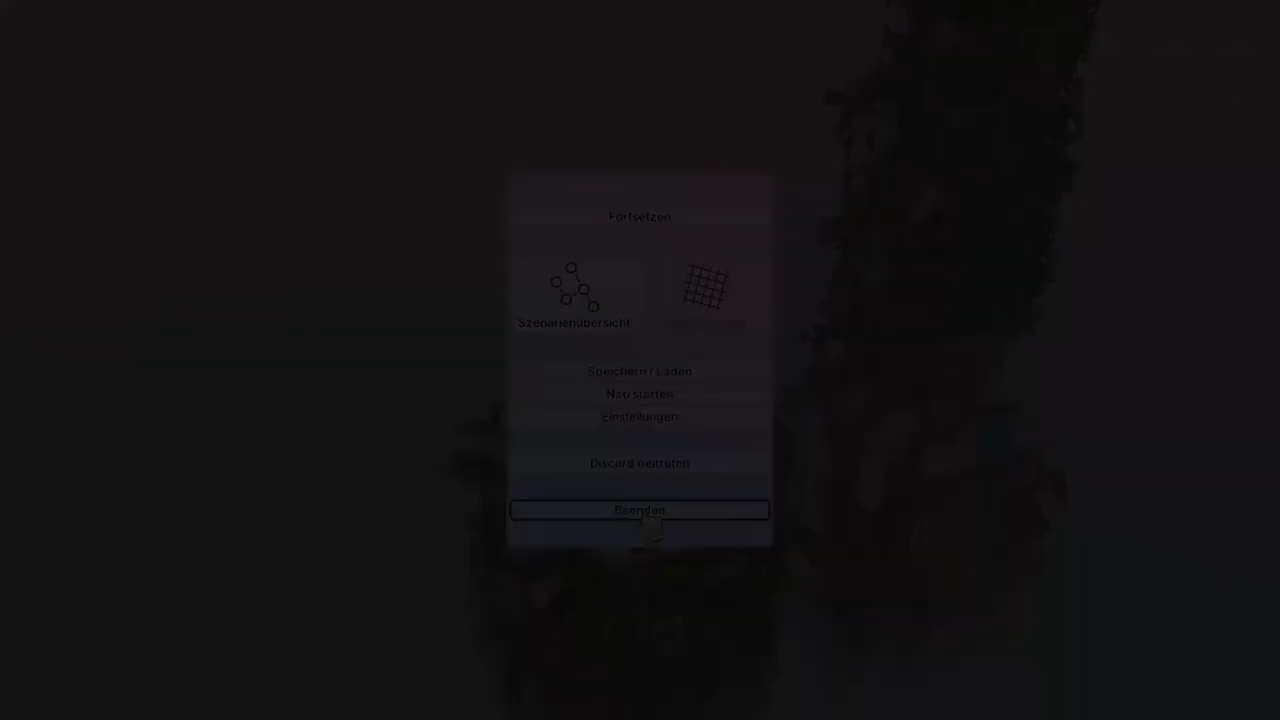 Fortsetzen
Szenarienübersicht
Speichern / Laden
Neu starten
Einstellungen
Discord beitreten
Beenden